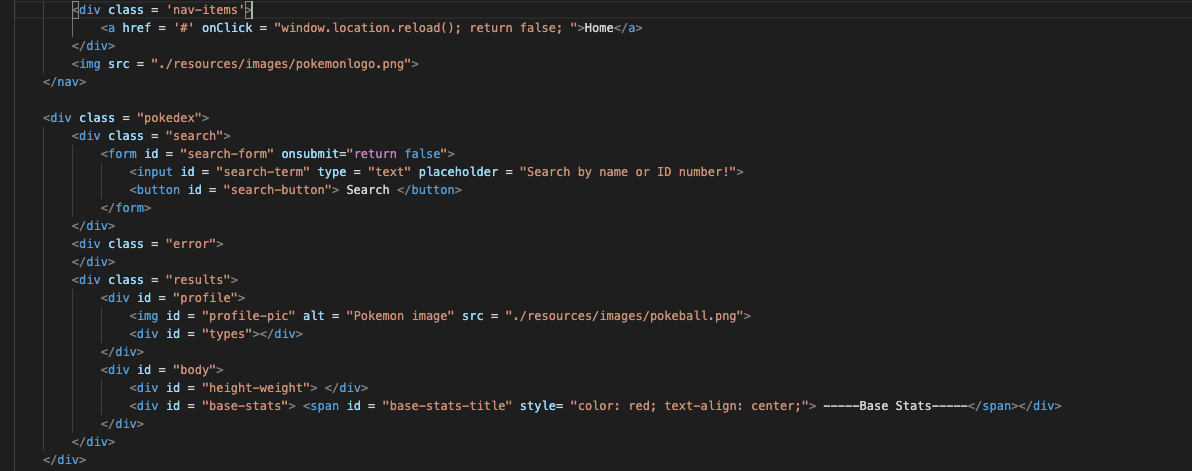 <div class = 'nav-items'>
<a href = '#' onClick = "window.location.reload(); return false; ">Home</a>
</div>
<img src = "./resources/images/pokemonlogo.png">
</nav>
<div class = "pokedex">
<div class = "search">
<form id = "search-form" onsubmit="return false">
<input id = "search-term" type = "text" placeholder = "Search by name or ID number!">
<button id = "search-button"> Search </button>
</form>
</div>
<div class = "error">
</div>
<div class = "results">
<div id = "profile">
<img id = "profile-pic" alt = "Pokemon image" src = "./resources/images/pokeball.png">
<div id = "types"></div>
</div>
<div id = "body">
<div id = "height-weight"> </div>
<div id = "base-stats"> <span id = "base-stats-title" style= "color: red; text-align: center;"> -----Base Stats-----</span></div>
</div>
</div>
</div>